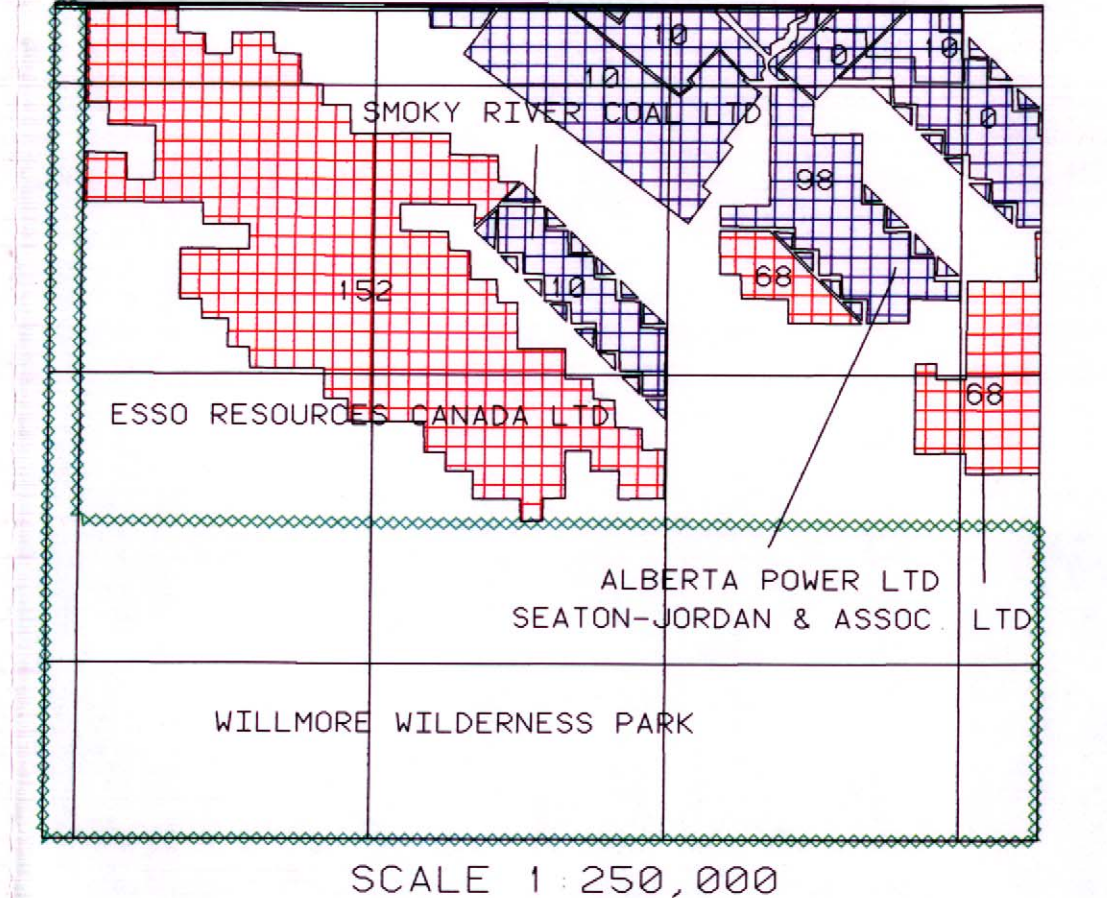 10
10
10
10
SMOKY RIVER COAL LTD
0
98
68
152
10
68
ESSO RESOURCES CANADA LTD
ALBERTA POWER LTD
SEATON-JORDAN & ASSOC. LTD
WILLMORE WILDERNESS PARK
SCALE 1:250,000